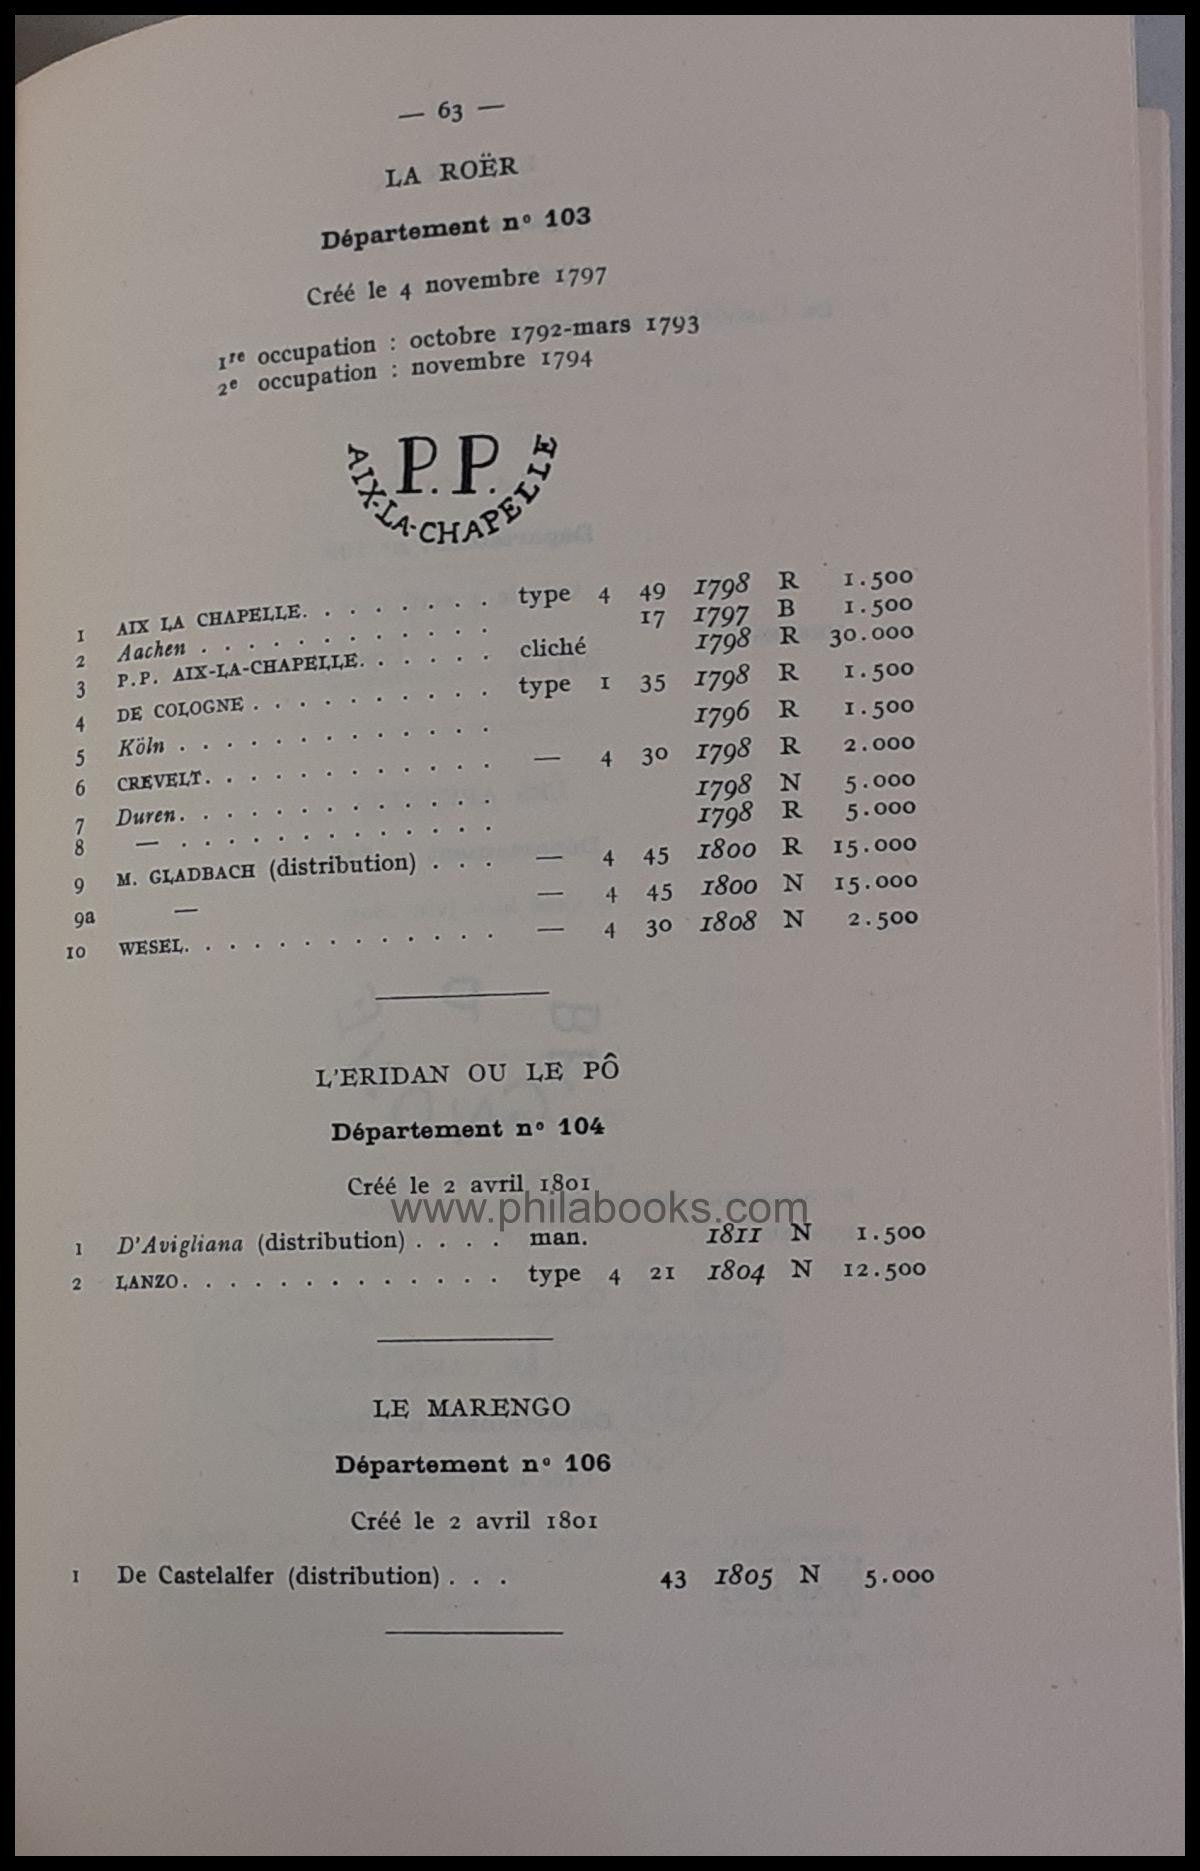 — 63 —
LA ROËR
Département nº 103
Créé le 4 novembre 1797
1re occupation : octobre 1792-mars 1793
2e occupation : novembre 1794
P.P.
AIX-LA-CHAPELLE
1 AIX LA CHAPELLE. . . . . . . . type 4 49 1798 R 1.500
2 Aachen . . . . . . . . . . . . 17 1797 B 1.500
3 P.P. AIX-LA-CHAPELLE. . . . . . cliché 1798 R 30.000
4 DE COLOGNE . . . . . . . . . . type 1 35 1798 R 1.500
5 Köln . . . . . . . . . . . . . 1796 R 1.500
6 CREVELT. . . . . . . . . . . . — 4 30 1798 R 2.000
7 Duren. . . . . . . . . . . . . 1798 N 5.000
8 — . . . . . . . . . . . . . . 1798 R 5.000
9 M. GLADBACH (distribution) . . . — 4 45 1800 R 15.000
9a — — 4 45 1800 N 15.000
10 WESEL. . . . . . . . . . . . . — 4 30 1808 N 2.500
L'ERIDAN OU LE PÔ
Département nº 104
Créé le 2 avril 1801
www.philabooks.com
1 D'Avigliana (distribution) . . . . man. 1811 N 1.500
2 LANZO. . . . . . . . . . . . . type 4 21 1804 N 12.500
LE MARENGO
Département nº 106
Créé le 2 avril 1801
1 De Castelalfer (distribution) . . . 43 1805 N 5.000